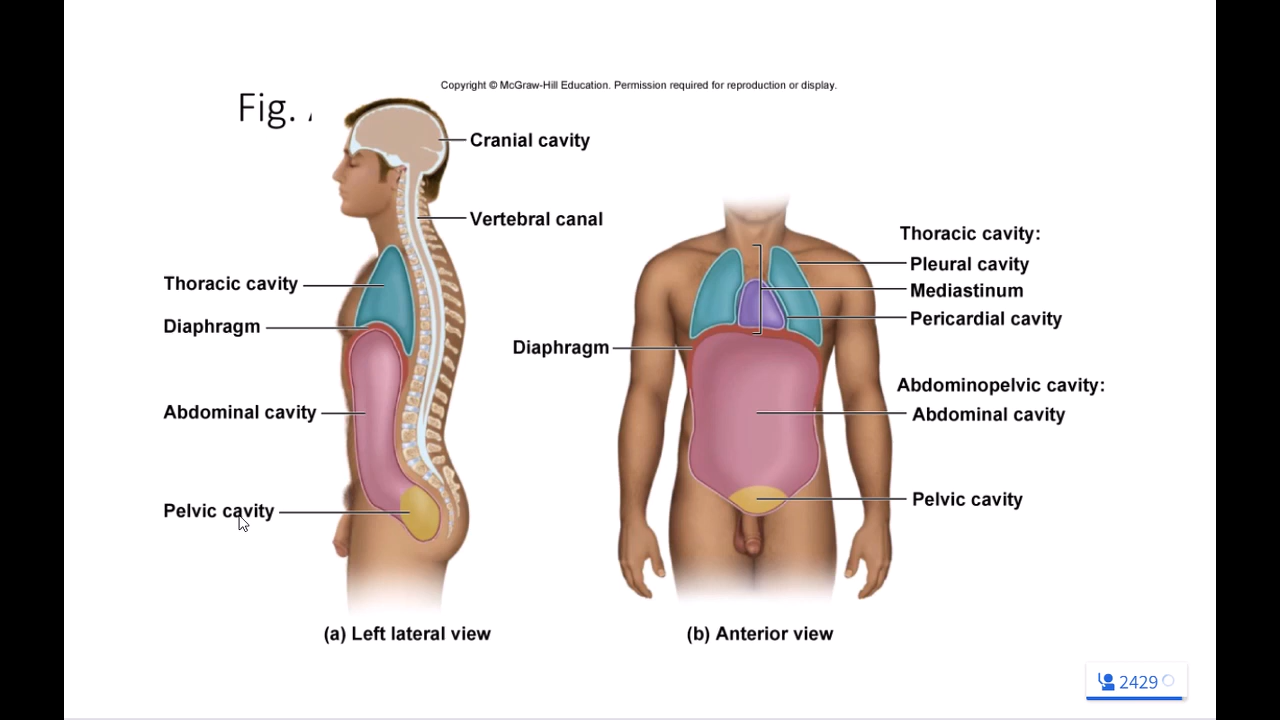 Copyright © McGraw-Hill Education. Permission required for reproduction or display.
Fig.
Cranial cavity
Vertebral canal
Thoracic cavity
Diaphragm
Abdominal cavity
Pelvic cavity
(a) Left lateral view
Thoracic cavity:
Pleural cavity
Mediastinum
Pericardial cavity
Diaphragm
Abdominopelvic cavity:
Abdominal cavity
Pelvic cavity
(b) Anterior view
2429